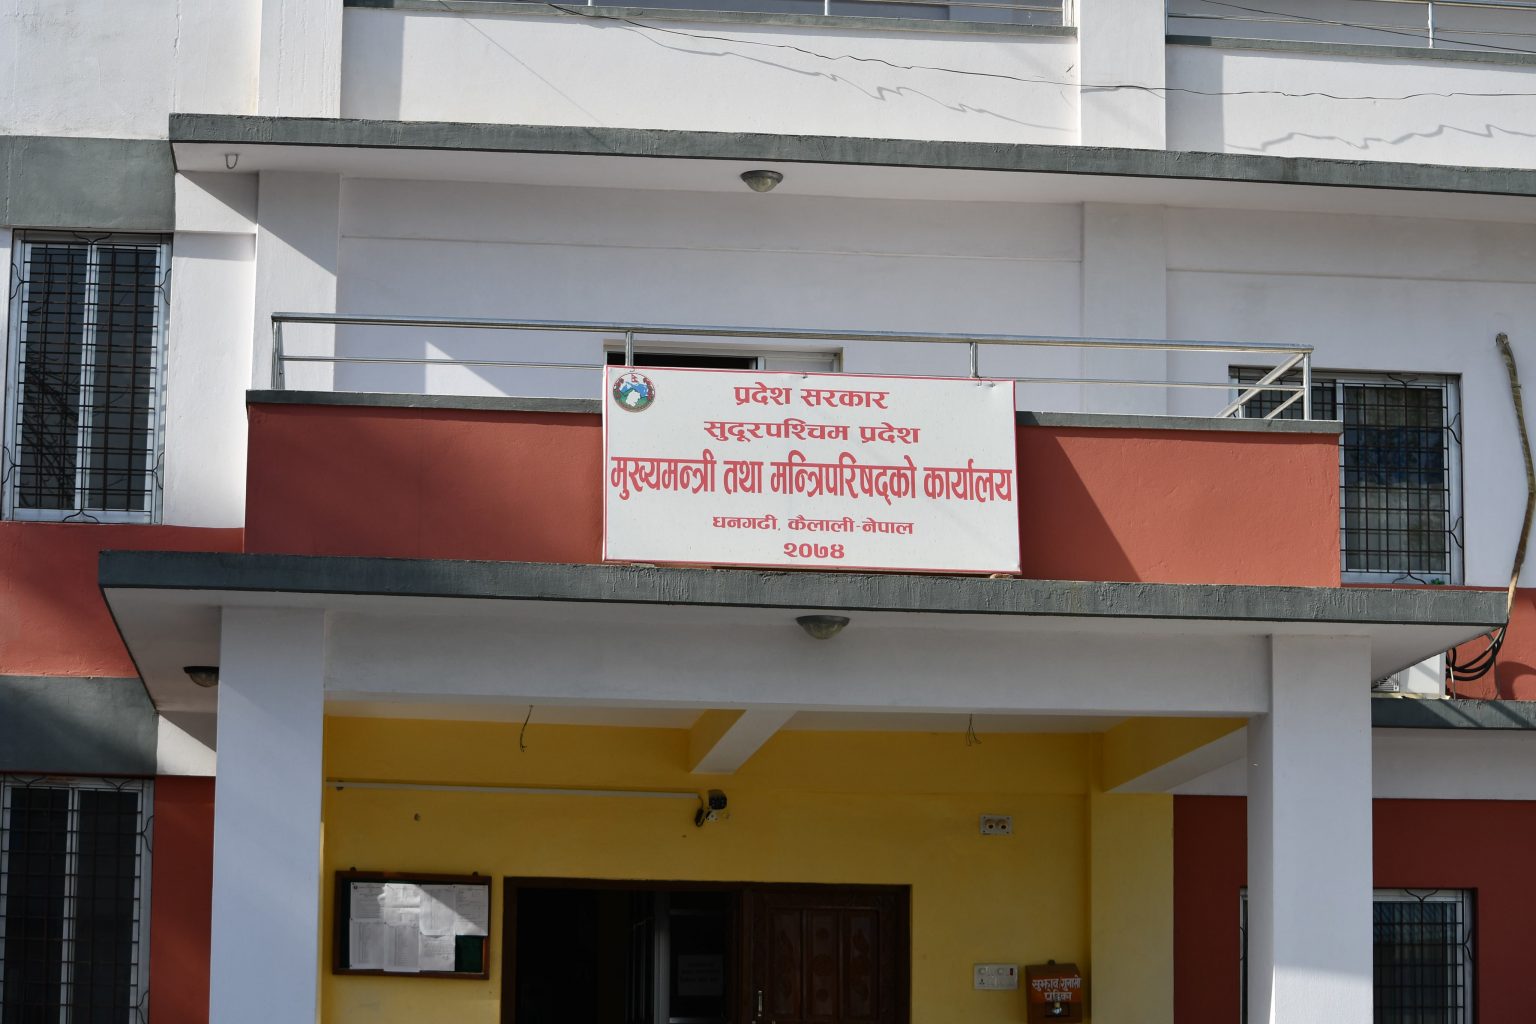 प्रदेश सरकार
सुदूरपश्चिम प्रदेश
मुख्यमन्त्री तथा मन्त्रिपरिषद्को कार्यालय
धनगढी, कैलाली-नेपाल
२०७४
सुझाव गुनासो
पेटिका